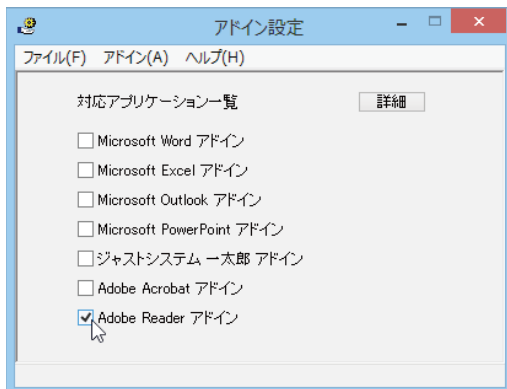 アドイン設定
ファイル(F) アドイン(A) ヘルプ(H)
対応アプリケーション一覧 詳細
Microsoft Word アドイン
Microsoft Excel アドイン
Microsoft Outlook アドイン
Microsoft PowerPoint アドイン
ジャストシステム 一太郎 アドイン
Adobe Acrobat アドイン
Adobe Reader アドイン